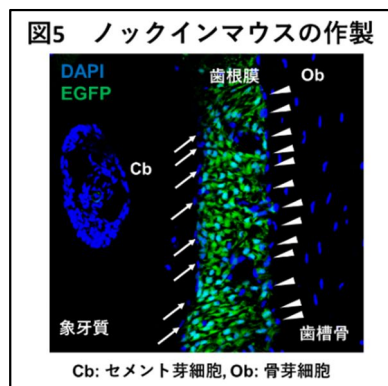 図5　ノックインマウスの作製
DAPI
EGFP
歯根膜
Ob
Cb
象牙質
歯槽骨
Cb: セメント芽細胞, Ob: 骨芽細胞